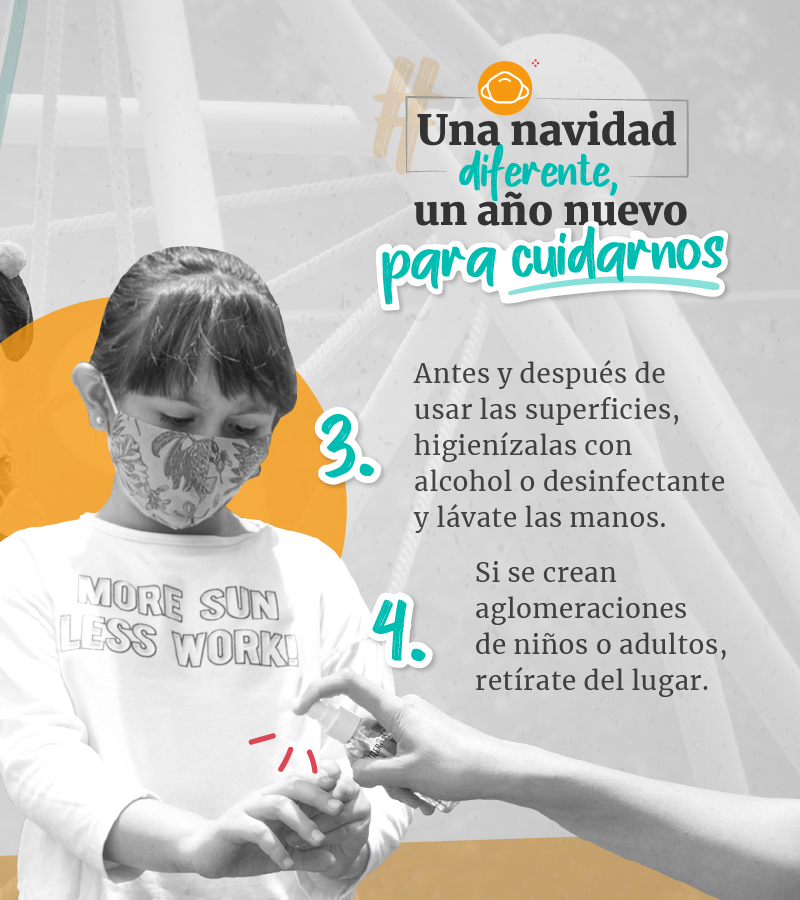 #
Una navidad
diferente,
un año nuevo
para cuidarnos
3.
Antes y después de
usar las superficies,
higienízalas con
alcohol o desinfectante
y lávate las manos.
4.
Si se crean
aglomeraciones
de niños o adultos,
retírate del lugar.
MORE SUN
LESS WORK!